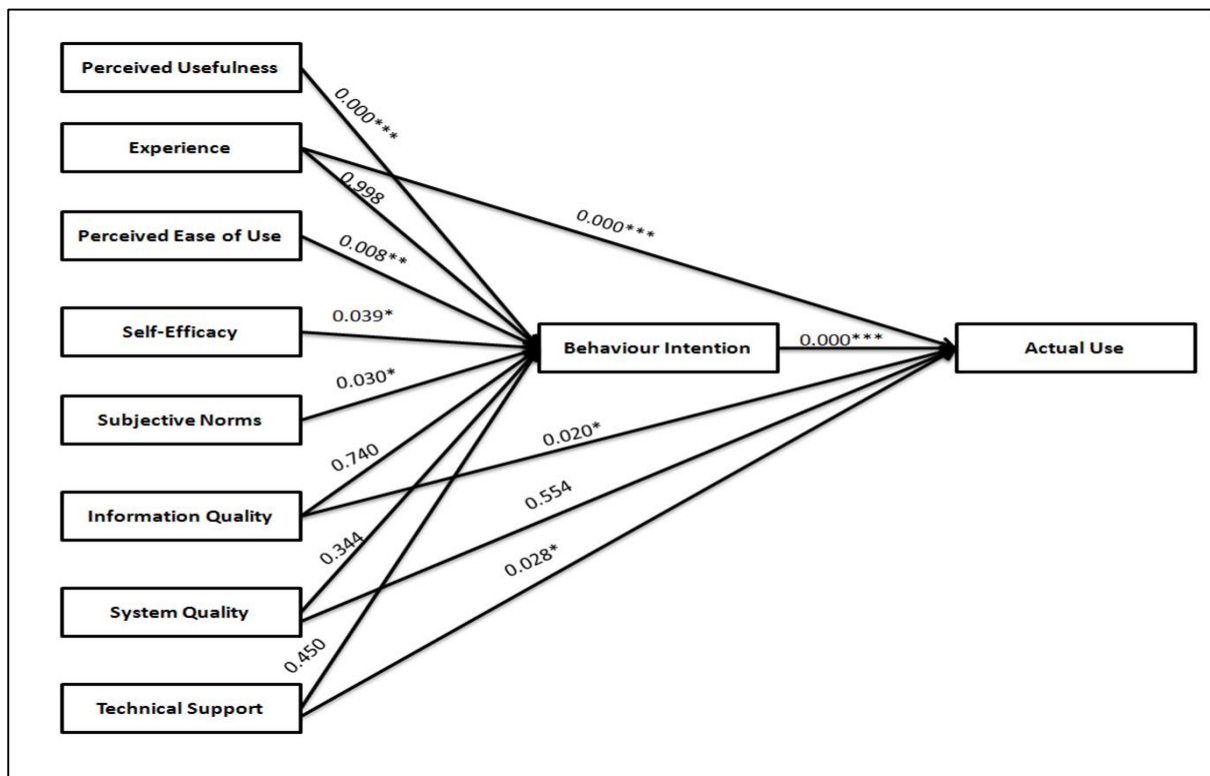 Perceived Usefulness
0.000***
Experience
0.998
0.000***
Perceived Ease of Use
0.008**
Self-Efficacy
0.039*
Behaviour Intention
0.000***
Actual Use
Subjective Norms
0.030*
0.740
0.020*
Information Quality
0.554
0.344
0.028*
System Quality
0.450
Technical Support